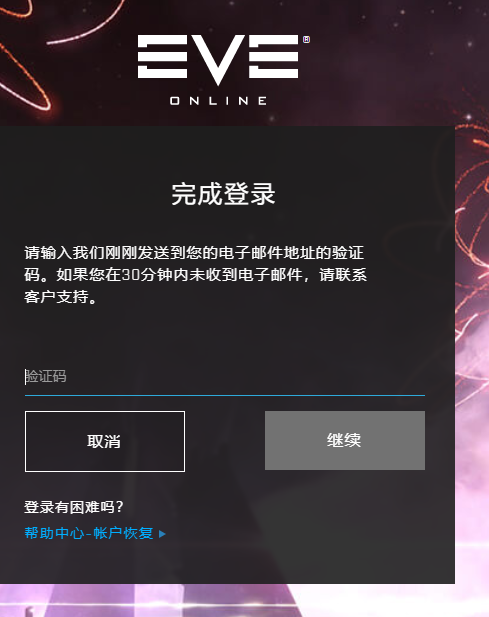 EVE®
ONLINE
完成登录
请输入我们刚刚发送到您的电子邮件地址的验证
码。如果您在30分钟内未收到电子邮件，请联系
客户支持。
验证码
取消
继续
登录有困难吗？
帮助中心-帐户恢复